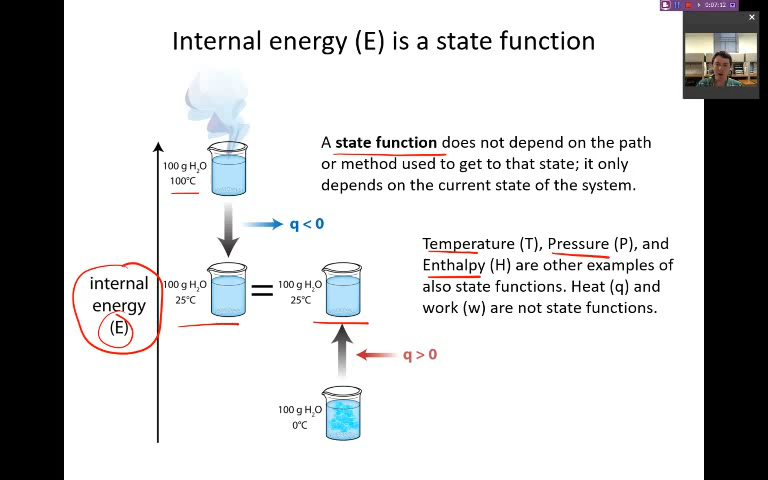 0:07:12
Internal energy (E) is a state function
100 g H₂O
100°C
A state function does not depend on the path
or method used to get to that state; it only
depends on the current state of the system.
q < 0
Temperature (T), Pressure (P), and
Enthalpy (H) are other examples of
also state functions. Heat (q) and
work (w) are not state functions.
internal
energy
(E)
100 g H₂O
25°C
=
100 g H₂O
25°C
q > 0
100 g H₂O
0°C